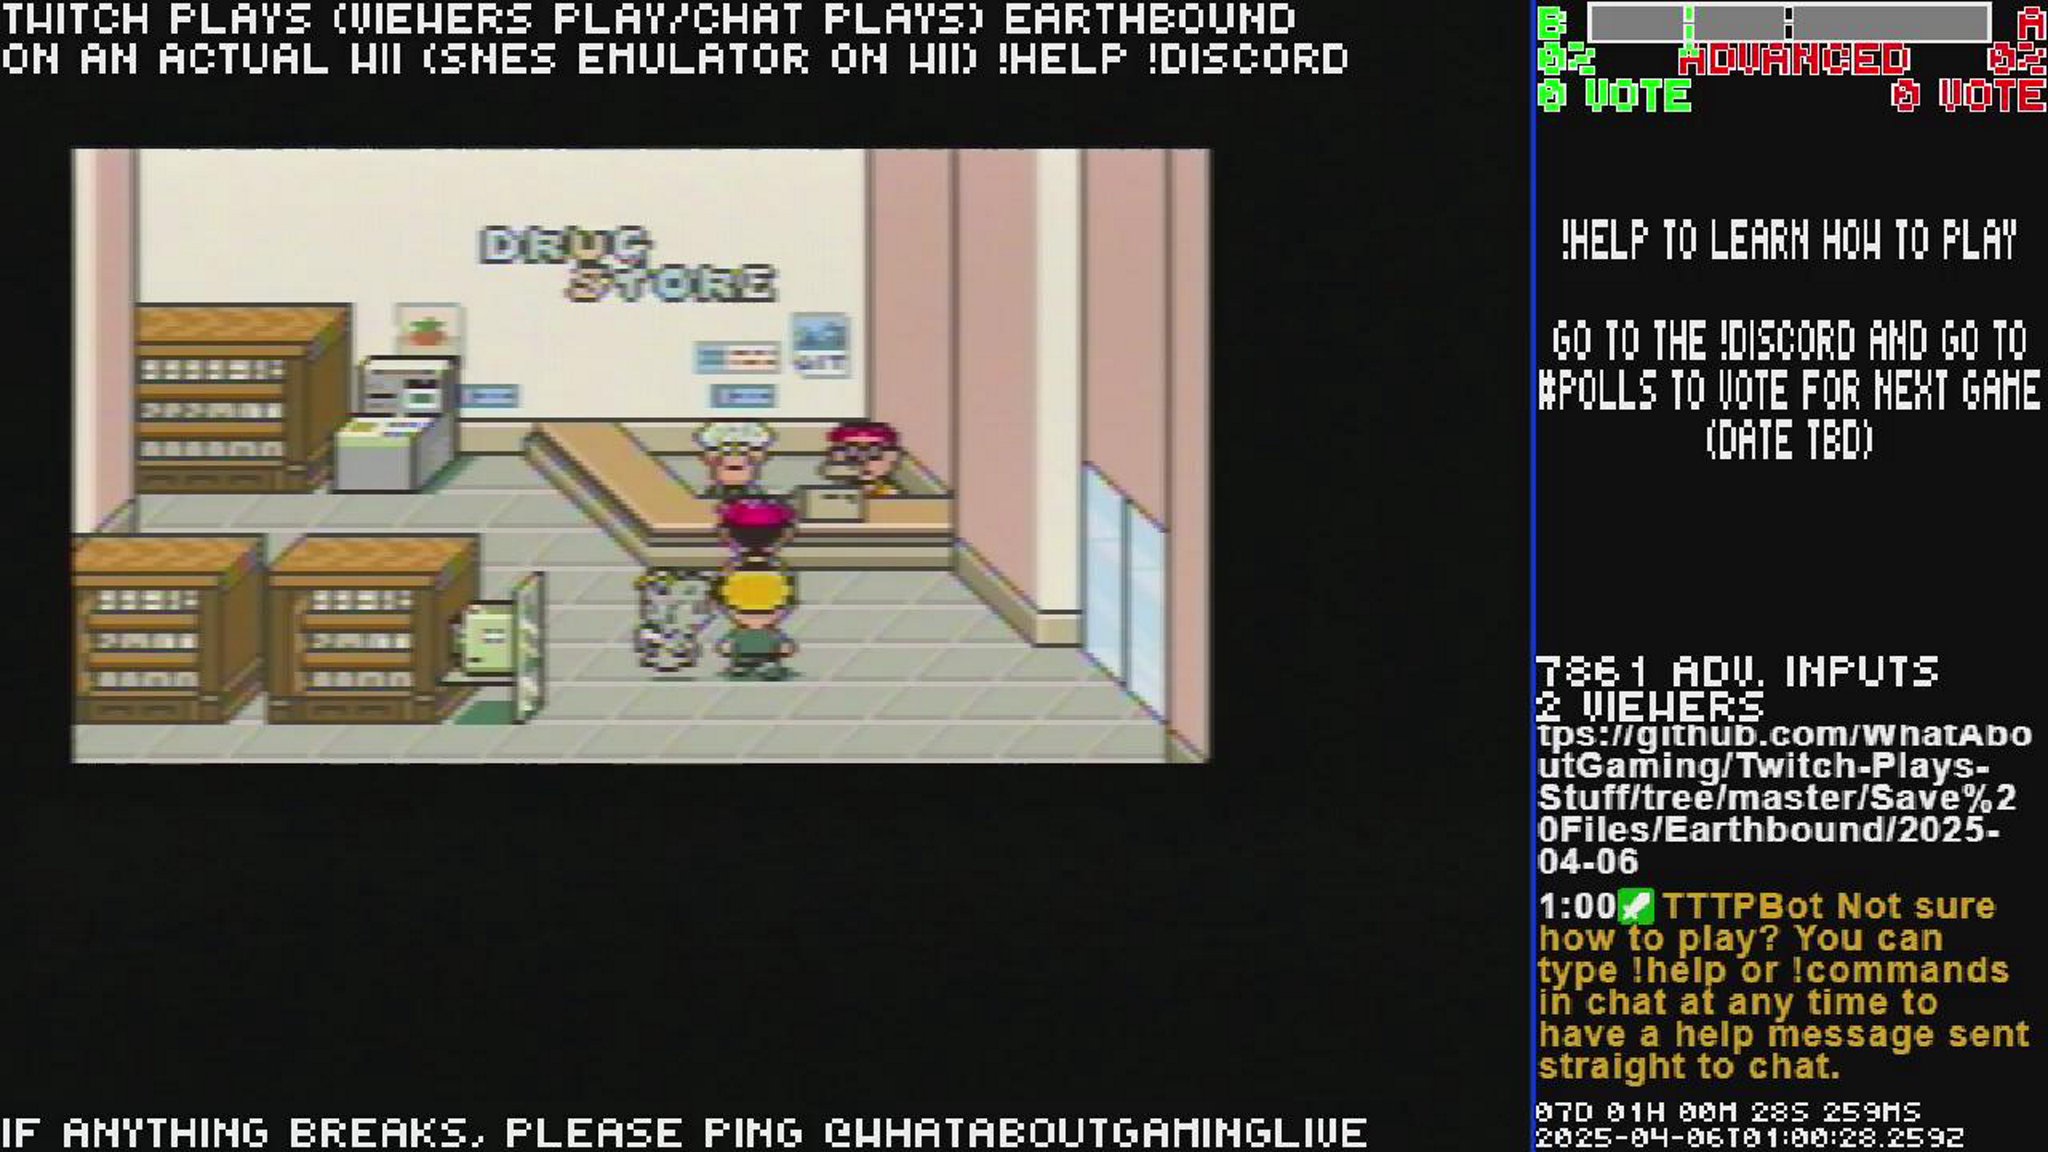 TWITCH PLAYS (VIEWERS PLAY/CHAT PLAYS) EARTHBOUND
ON AN ACTUAL WII (SNES EMULATOR ON WII) !HELP !DISCORD
B
A
0%
ADVANCED
0%
0 VOTE
0 VOTE
DRUG
STORE
!HELP TO LEARN HOW TO PLAY
GO TO THE !DISCORD AND GO TO
#POLLS TO VOTE FOR NEXT GAME
(DATE TBD)
7861 ADV. INPUTS
2 VIEWERS
tps://github.com/WhatAbo
utGaming/Twitch-Plays-
Stuff/tree/master/Save%2
0Files/Earthbound/2025-
04-06
1:00 TTTPBot Not sure
how to play? You can
type !help or !commands
in chat at any time to
have a help message sent
straight to chat.
07D 01H 00M 28S 259MS
2025-04-06T01:00:28.259Z
IF ANYTHING BREAKS, PLEASE PING @WHATABOUTGAMINGLIVE